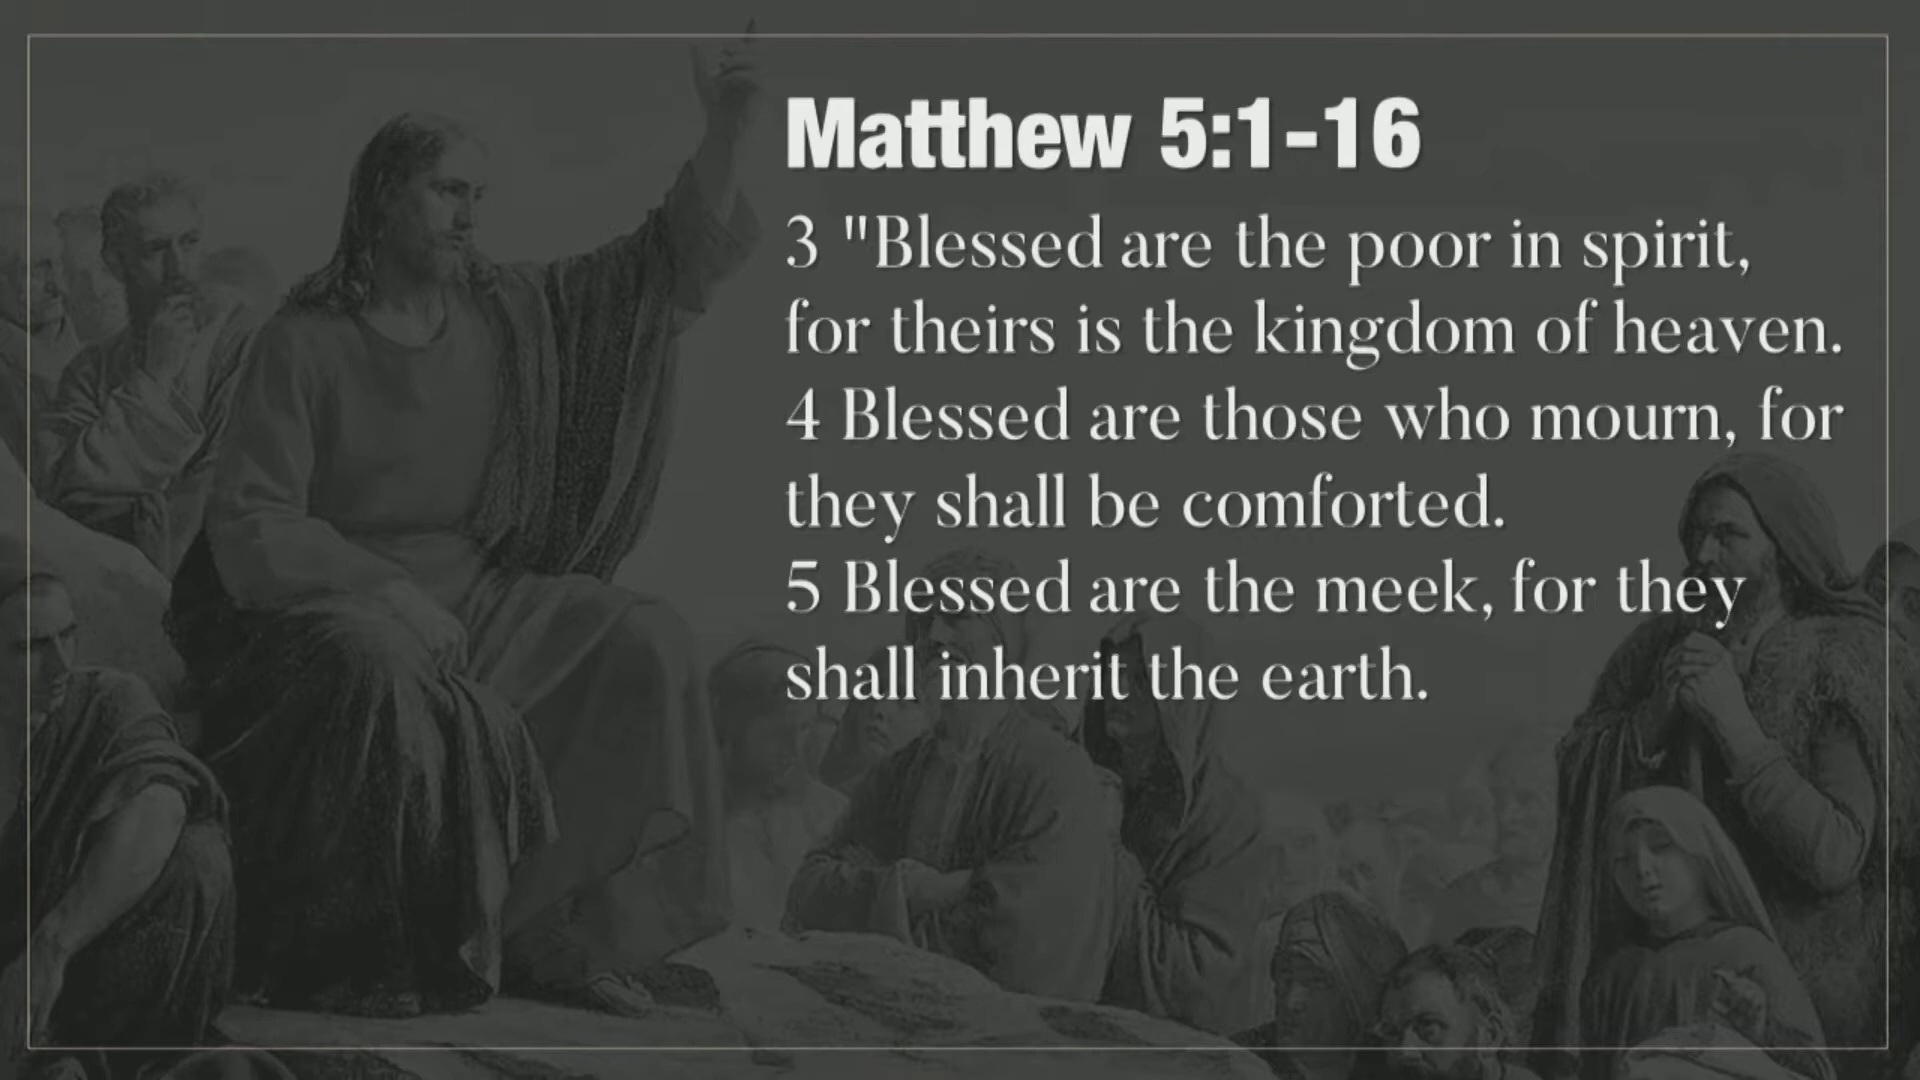 Matthew 5:1-16
3 "Blessed are the poor in spirit,
for theirs is the kingdom of heaven.
4 Blessed are those who mourn, for
they shall be comforted.
5 Blessed are the meek, for they
shall inherit the earth.